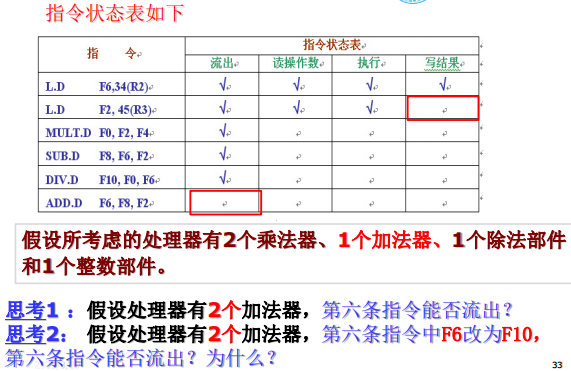 指令状态表如下
指 令 指令状态表
流出 读操作数 执行 写结果
L.D F6,34(R2) √ √ √ √
L.D F2, 45(R3) √ √ √
MULT.D F0, F2, F4 √
SUB.D F8, F6, F2 √
DIV.D F10, F0, F6 √
ADD.D F6, F8, F2
假设所考虑的处理器有2个乘法器、1个加法器、1个除法部件
和1个整数部件。
思考1 ：假设处理器有2个加法器，第六条指令能否流出？
思考2： 假设处理器有2个加法器，第六条指令中F6改为F10，
第六条指令能否流出？为什么？
33